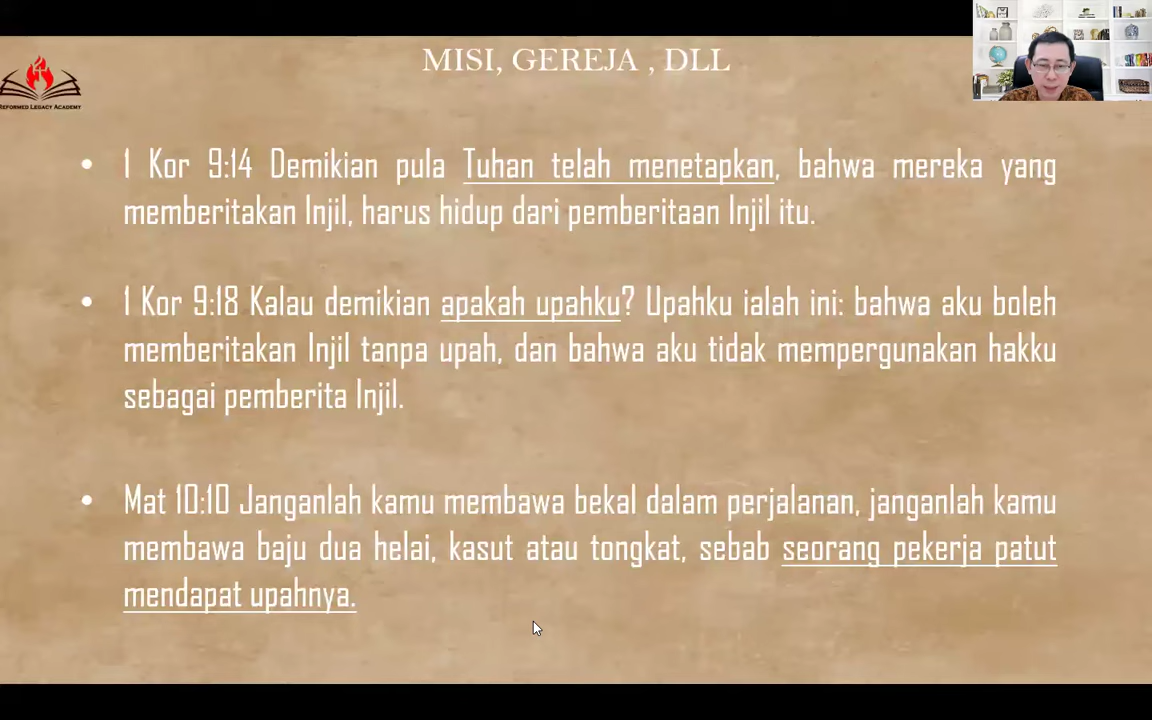 MISI, GEREJA , DLL
REFORMED LEGACY ACADEMY
• 1 Kor 9:14 Demikian pula Tuhan telah menetapkan, bahwa mereka yang
memberitakan Injil, harus hidup dari pemberitaan Injil itu.
• 1 Kor 9:18 Kalau demikian apakah upahku? Upahku ialah ini: bahwa aku boleh
memberitakan Injil tanpa upah, dan bahwa aku tidak mempergunakan hakku
sebagai pemberita Injil.
• Mat 10:10 Janganlah kamu membawa bekal dalam perjalanan, janganlah kamu
membawa baju dua helai, kasut atau tongkat, sebab seorang pekerja patut
mendapat upahnya.